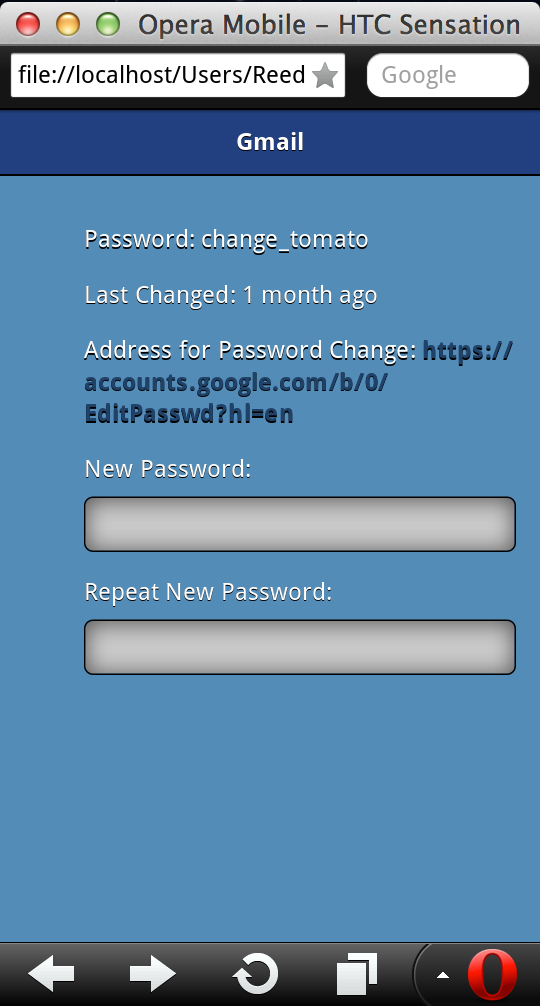 Opera Mobile – HTC Sensation
file://localhost/Users/Reed
Google
Gmail
Password: change_tomato
Last Changed: 1 month ago
Address for Password Change: https://
accounts.google.com/b/0/
EditPasswd?hl=en
New Password:
Repeat New Password: